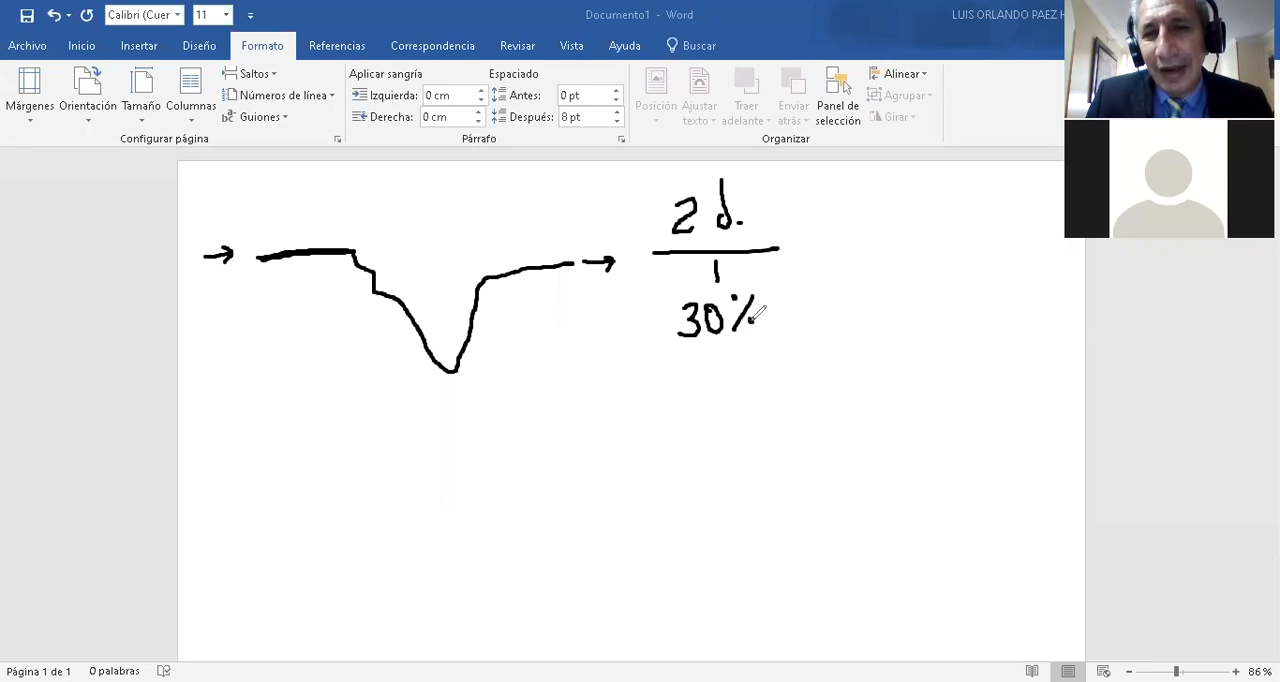 Calibri (Cuer
11
Documento1 - Word
LUIS ORLANDO PAEZ H
Archivo Inicio Insertar Diseño Formato Referencias Correspondencia Revisar Vista Ayuda Buscar
Márgenes
Orientación
Tamaño
Columnas
Saltos
Números de línea
Guiones
Configurar página
Aplicar sangría
Izquierda: 0 cm
Derecha: 0 cm
Espaciado
Antes: 0 pt
Después: 8 pt
Párrafo
Posición
Ajustar texto
Traer adelante
Enviar atrás
Panel de selección
Alinear
Agrupar
Girar
Organizar
2 d.
30%
Página 1 de 1 0 palabras
86%